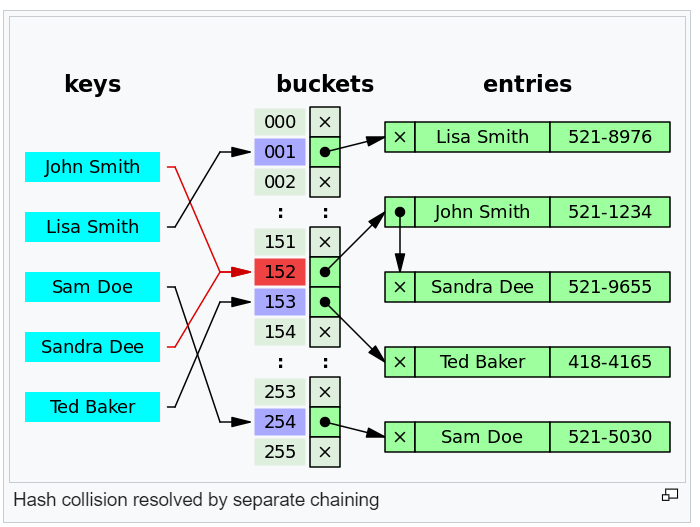 keys buckets entries
000 ×
Lisa Smith 521-8976
× Lisa Smith
001
John Smith
002 ×
: :
John Smith 521-1234
Lisa Smith
151 ×
152
Sam Doe
× Sandra Dee 521-9655
153
154 ×
Sandra Dee
: :
× Ted Baker 418-4165
253 ×
Ted Baker
254
× Sam Doe 521-5030
255 ×
Hash collision resolved by separate chaining